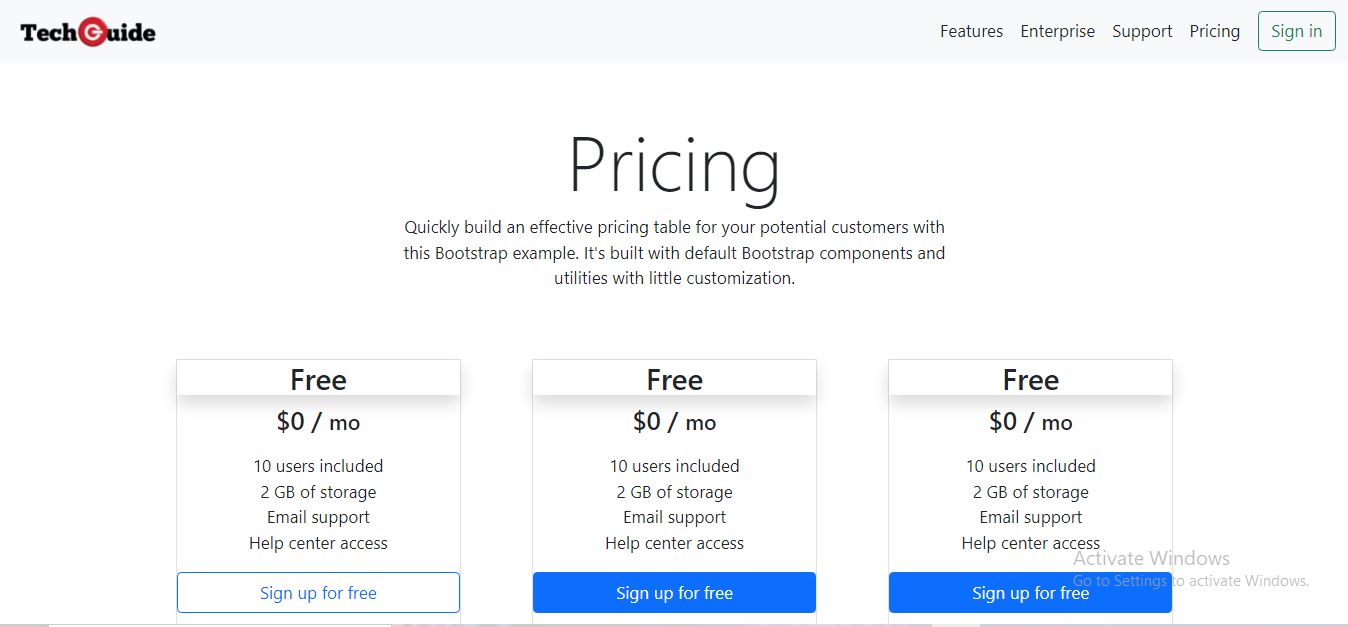 TechGuide
Features Enterprise Support Pricing Sign in
Pricing
Quickly build an effective pricing table for your potential customers with
this Bootstrap example. It's built with default Bootstrap components and
utilities with little customization.
Free
$0 / mo
10 users included
2 GB of storage
Email support
Help center access
Sign up for free
Free
$0 / mo
10 users included
2 GB of storage
Email support
Help center access
Sign up for free
Free
$0 / mo
10 users included
2 GB of storage
Email support
Help center access
Sign up for free
Activate Windows
Go to Settings to activate Windows.